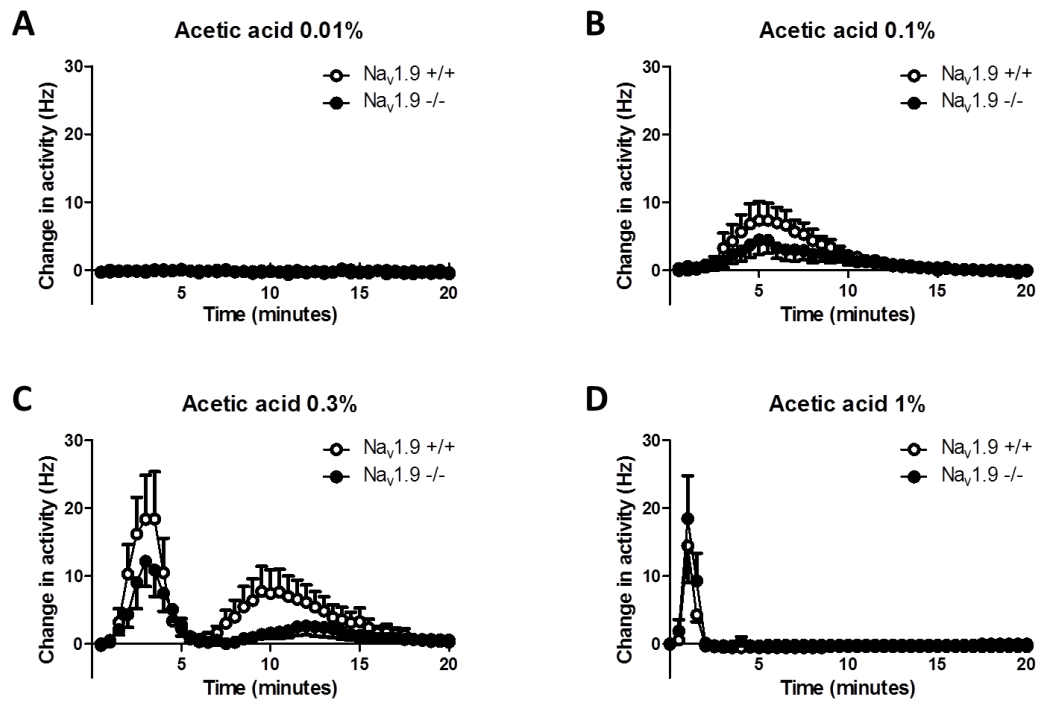 A
Acetic acid 0.01%
Change in activity (Hz)
30
20
10
0
5
10
15
20
Time (minutes)
Naᵥ1.9 +/+
Naᵥ1.9 -/-
B
Acetic acid 0.1%
Change in activity (Hz)
30
20
10
0
5
10
15
20
Time (minutes)
Naᵥ1.9 +/+
Naᵥ1.9 -/-
C
Acetic acid 0.3%
Change in activity (Hz)
30
20
10
0
5
10
15
20
Time (minutes)
Naᵥ1.9 +/+
Naᵥ1.9 -/-
D
Acetic acid 1%
Change in activity (Hz)
30
20
10
0
5
10
15
20
Time (minutes)
Naᵥ1.9 +/+
Naᵥ1.9 -/-